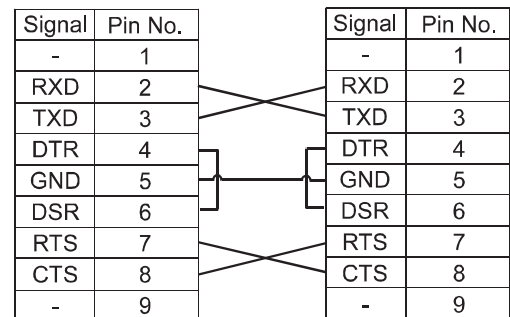 Signal Pin No. Signal Pin No.
- 1 - 1
RXD 2 RXD 2
TXD 3 TXD 3
DTR 4 DTR 4
GND 5 GND 5
DSR 6 DSR 6
RTS 7 RTS 7
CTS 8 CTS 8
- 9 - 9